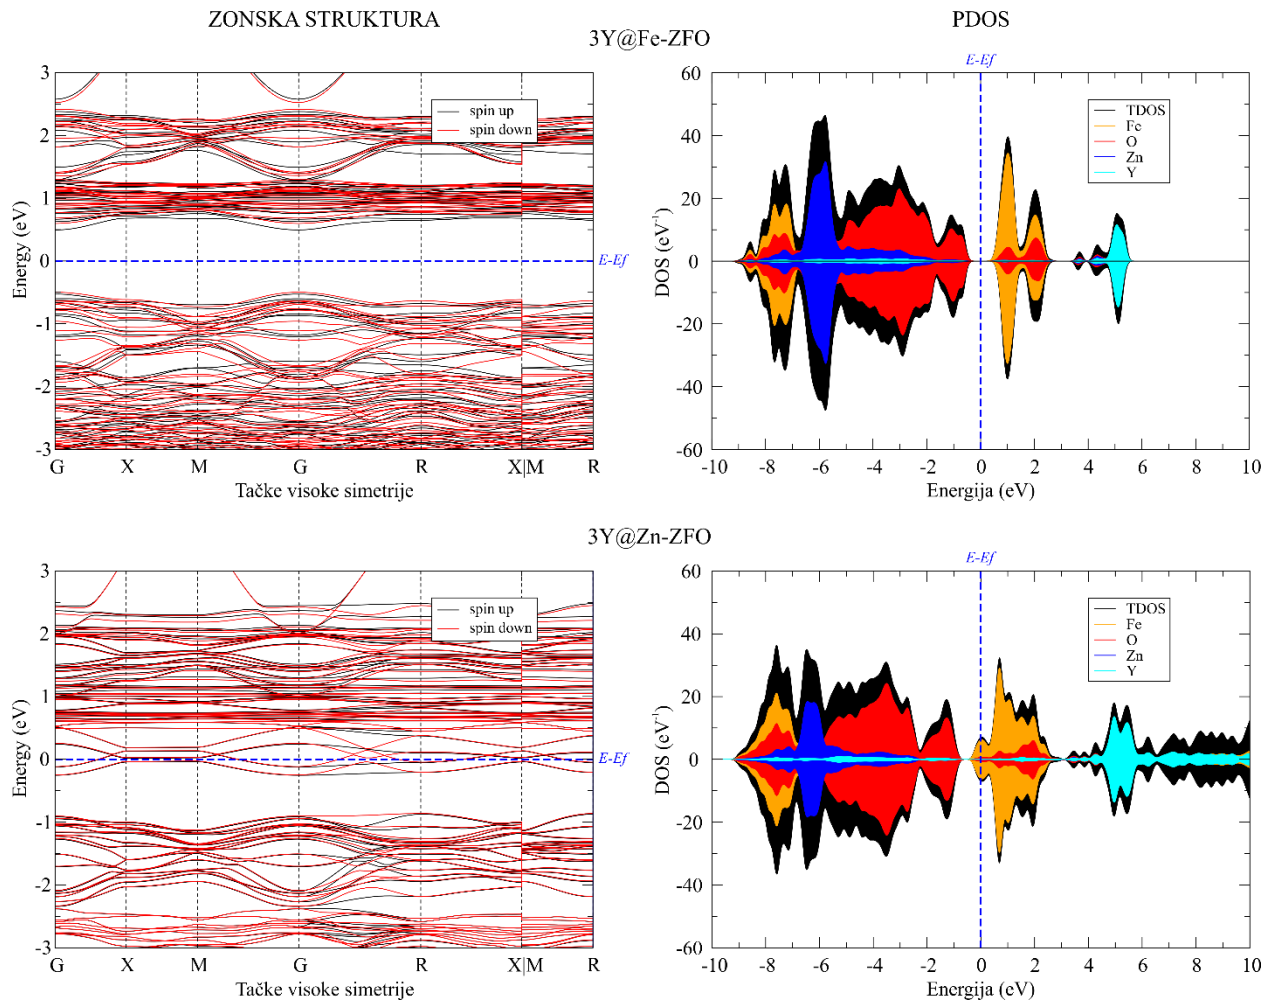 ZONSKA STRUKTURA
PDOS
3Y@Fe-ZFO
3
2
1
0
-1
-2
-3
Energy (eV)
spin up
spin down
E-Ef
G X M G R X|M R
Tačke visoke simetrije
E-Ef
60
40
20
0
-20
-40
-60
DOS (eV⁻¹)
TDOS
Fe
O
Zn
Y
-10 -8 -6 -4 -2 0 2 4 6 8 10
Energija (eV)
3Y@Zn-ZFO
3
2
1
0
-1
-2
-3
Energy (eV)
spin up
spin down
E-Ef
G X M G R X|M R
Tačke visoke simetrije
E-Ef
60
40
20
0
-20
-40
-60
DOS (eV⁻¹)
TDOS
Fe
O
Zn
Y
-10 -8 -6 -4 -2 0 2 4 6 8 10
Energija (eV)